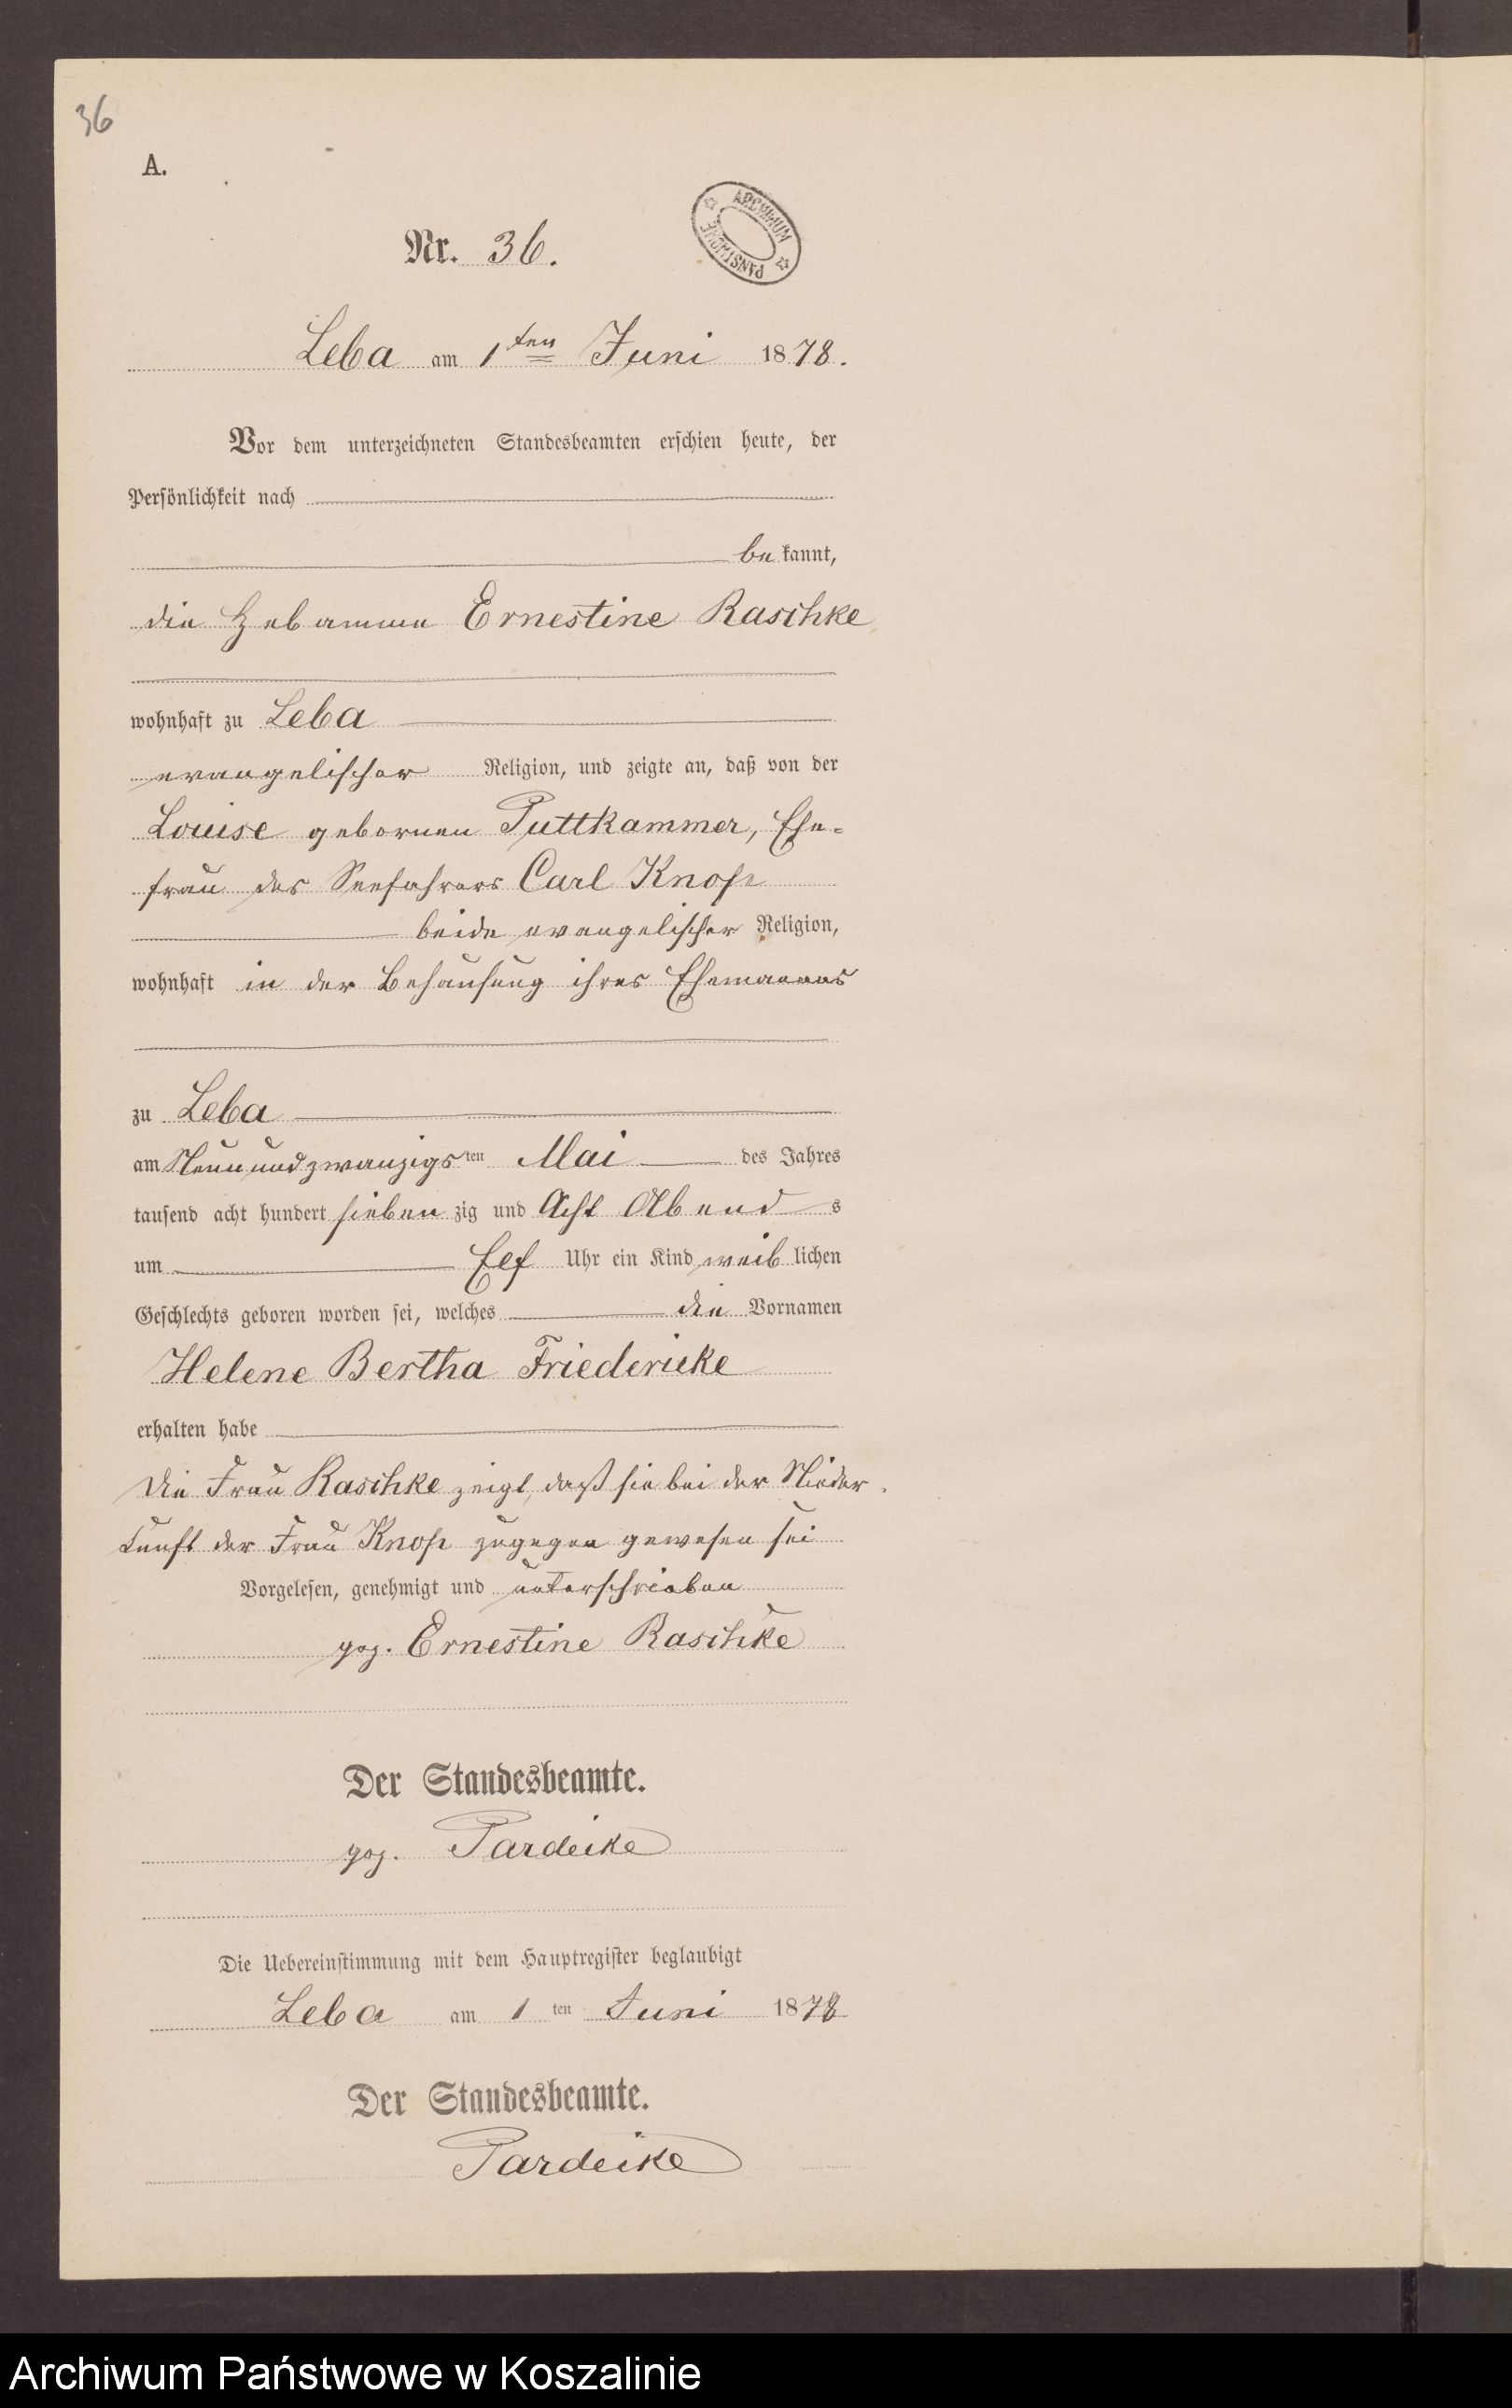 36
A.
ARCHIWUM PAŃSTWOWE
Nr. 36.
Leba am 1ten Juni 1878.
Vor dem unterzeichneten Standesbeamten erschien heute, der
Persönlichkeit nach
bekannt,
die Hebamme Ernestine Raschke
wohnhaft zu Leba
evangelischer Religion, und zeigte an, daß von der
Louise gebornen Puttkammer, Ehe=
frau des Seefahrers Carl Knop
beide evangelischer Religion,
wohnhaft in der Behausung ihres Ehemanns
zu Leba
am Neunundzwanzigsten Mai des Jahres
tausend acht hundert siebenzig und Acht Abends
um Elf Uhr ein Kind weiblichen
Geschlechts geboren worden sei, welches die Vornamen
Helene Bertha Friedericke
erhalten habe
Die Frau Raschke zeigt, daß sie bei der Nieder
kunft der Frau Knop zugegen gewesen sei
Vorgelesen, genehmigt und unterschrieben
gez. Ernestine Raschke
Der Standesbeamte.
gez. Pardeike
Die Uebereinstimmung mit dem Hauptregister beglaubigt
Leba am 1ten Juni 1878
Der Standesbeamte.
Pardeike
Archiwum Państwowe w Koszalinie